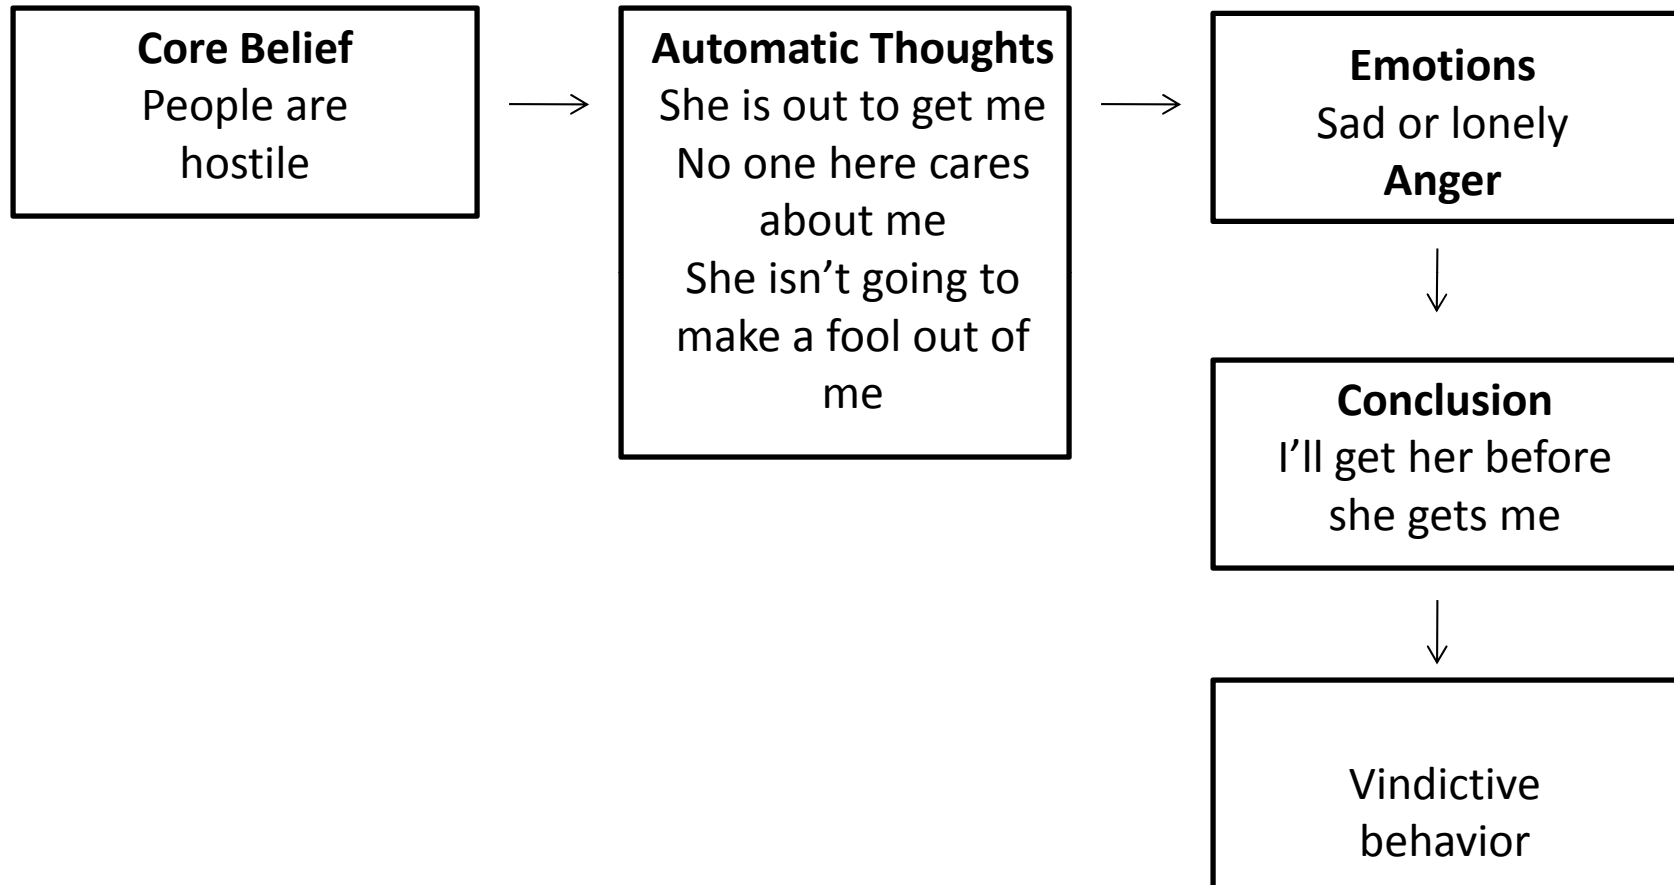 Core Belief
People are
hostile
Automatic Thoughts
She is out to get me
No one here cares
about me
She isn’t going to
make a fool out of
me
Emotions
Sad or lonely
Anger
Conclusion
I’ll get her before
she gets me
Vindictive
behavior